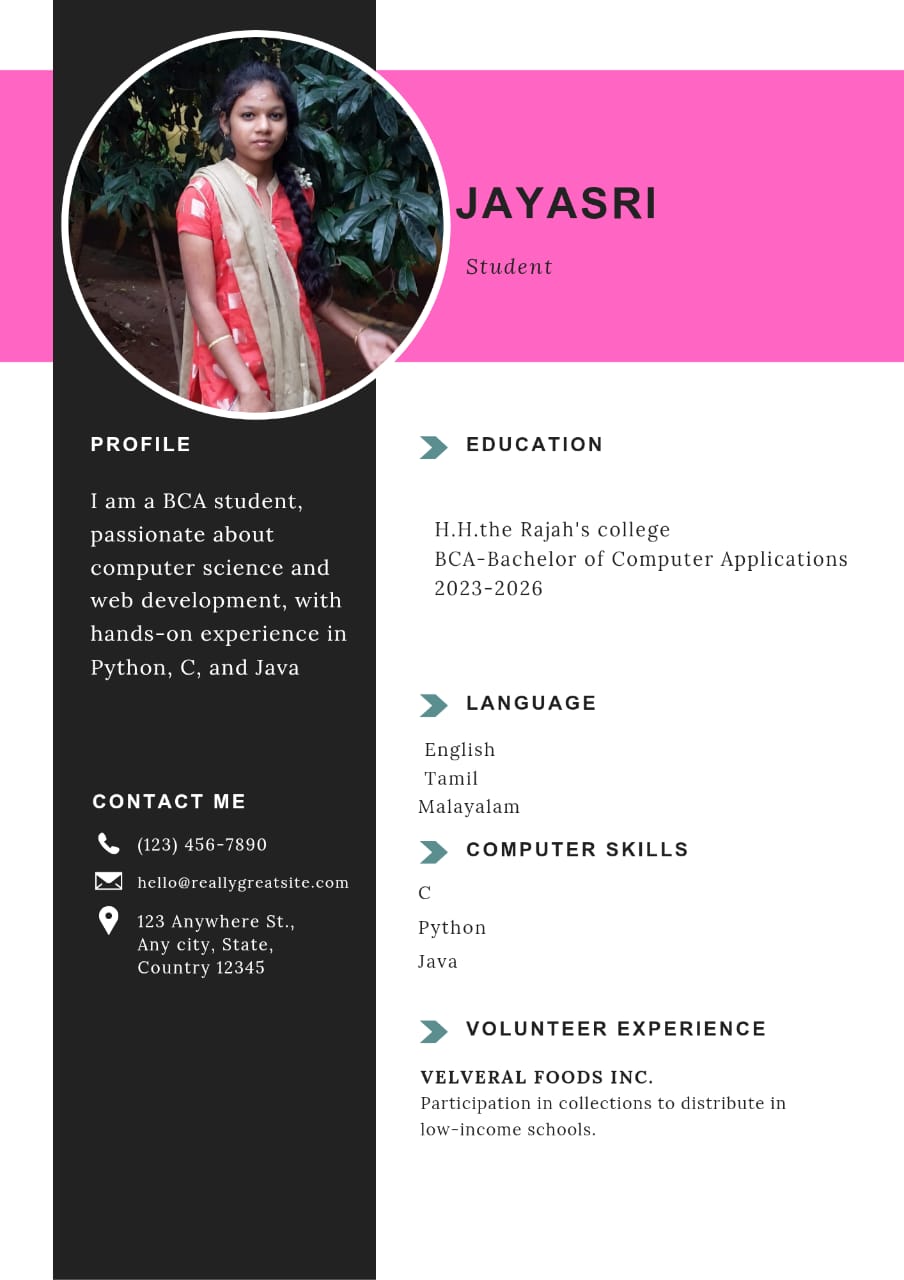 JAYASRI
Student
PROFILE
I am a BCA student,
passionate about
computer science and
web development, with
hands-on experience in
Python, C, and Java
CONTACT ME
(123) 456-7890
hello@reallygreatsite.com
123 Anywhere St.,
Any city, State,
Country 12345
EDUCATION
H.H.the Rajah's college
BCA-Bachelor of Computer Applications
2023-2026
LANGUAGE
English
Tamil
Malayalam
COMPUTER SKILLS
C
Python
Java
VOLUNTEER EXPERIENCE
VELVERAL FOODS INC.
Participation in collections to distribute in
low-income schools.